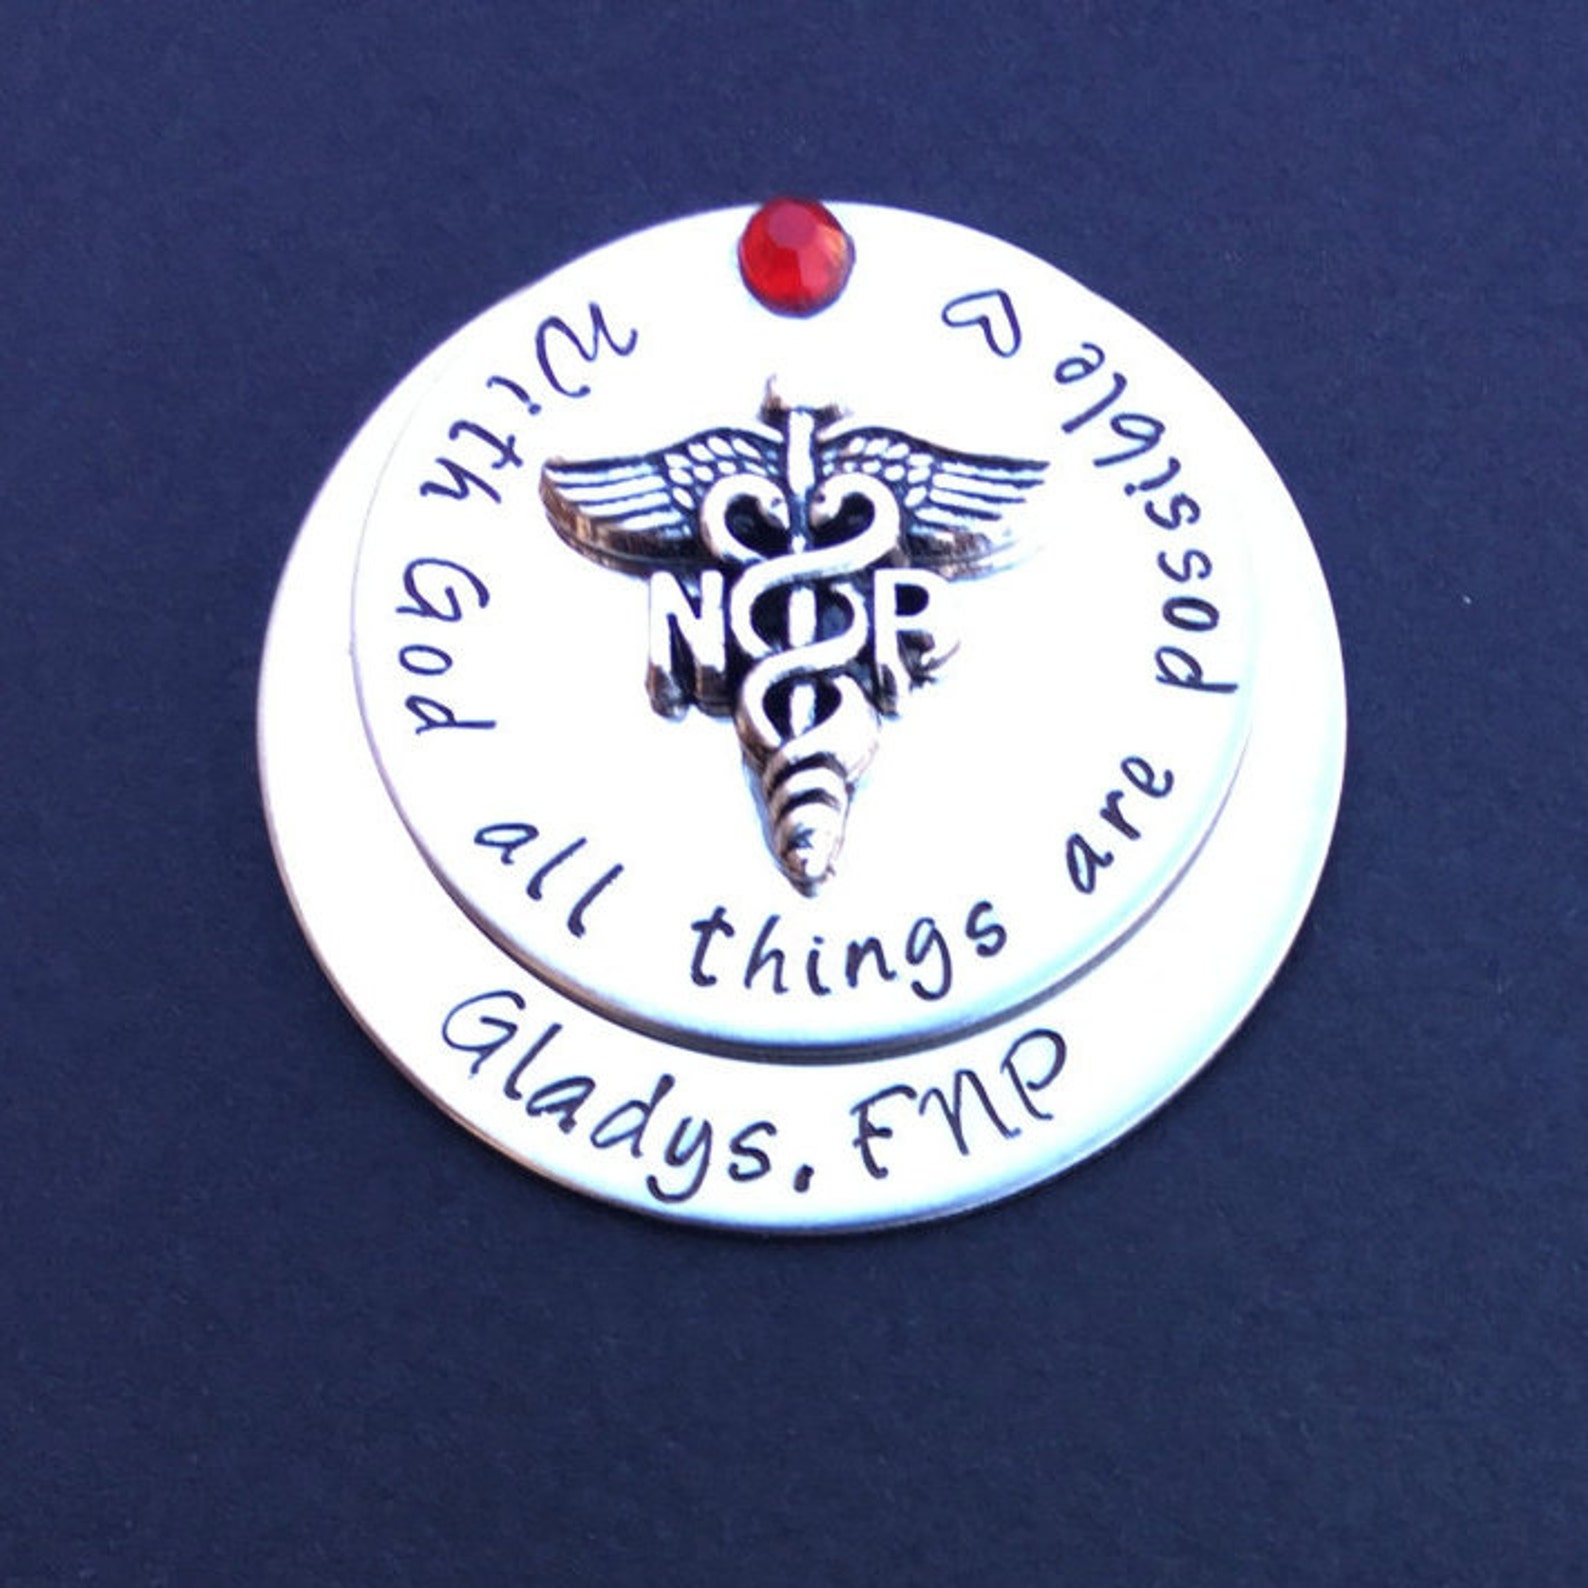 With God all things are possible
NP
Gladys, FNP